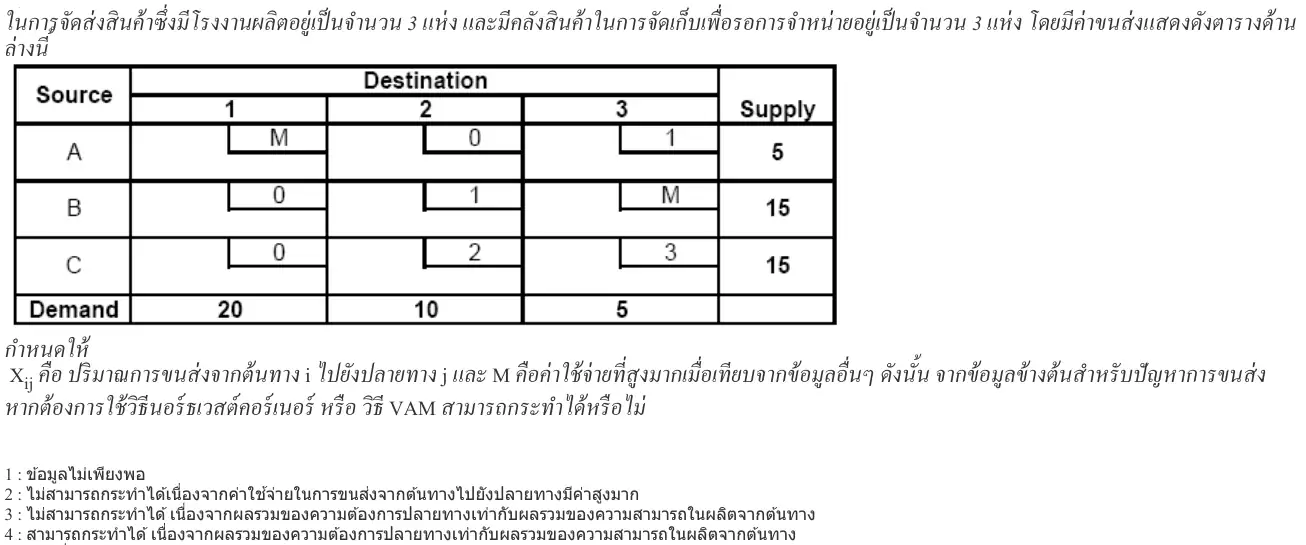 ในการจัดส่งสินค้าซึ่งมีโรงงานผลิตอยู่เป็นจำนวน 3 แห่ง และมีคลังสินค้าในการจัดเก็บเพื่อรอการจำหน่ายอยู่เป็นจำนวน 3 แห่ง โดยมีค่าขนส่งแสดงดังตารางด้าน
ล่างนี้
Source Destination Supply
1 2 3
A M 0 1 5
B 0 1 M 15
C 0 2 3 15
Demand 20 10 5
กำหนดให้
Xij คือ ปริมาณการขนส่งจากต้นทาง i ไปยังปลายทาง j และ M คือค่าใช้จ่ายที่สูงมากเมื่อเทียบจากข้อมูลอื่นๆ ดังนั้น จากข้อมูลข้างต้นสำหรับปัญหาการขนส่ง
หากต้องการใช้วิธีนอร์ธเวสต์คอร์เนอร์ หรือ วิธี VAM สามารถกระทำได้หรือไม่
1 : ข้อมูลไม่เพียงพอ
2 : ไม่สามารถกระทำได้เนื่องจากค่าใช้จ่ายในการขนส่งจากต้นทางไปยังปลายทางมีค่าสูงมาก
3 : ไม่สามารถกระทำได้ เนื่องจากผลรวมของความต้องการปลายทางเท่ากับผลรวมของความสามารถในผลิตจากต้นทาง
4 : สามารถกระทำได้ เนื่องจากผลรวมของความต้องการปลายทางเท่ากับผลรวมของความสามารถในผลิตจากต้นทาง